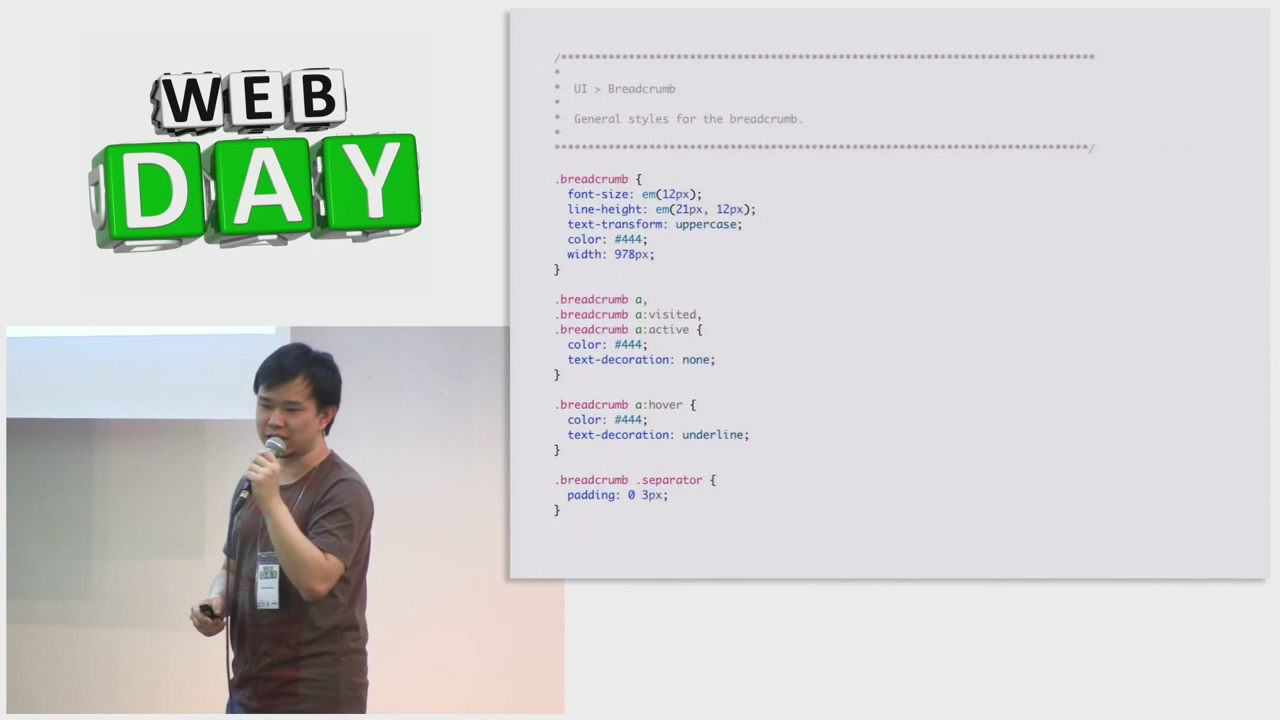 WEB
DAY
/*******************************************************************************
*
* UI > Breadcrumb
*
* General styles for the breadcrumb.
*
*******************************************************************************/
.breadcrumb {
font-size: em(12px);
line-height: em(21px, 12px);
text-transform: uppercase;
color: #444;
width: 978px;
}
.breadcrumb a,
.breadcrumb a:visited,
.breadcrumb a:active {
color: #444;
text-decoration: none;
}
.breadcrumb a:hover {
color: #444;
text-decoration: underline;
}
.breadcrumb .separator {
padding: 0 3px;
}